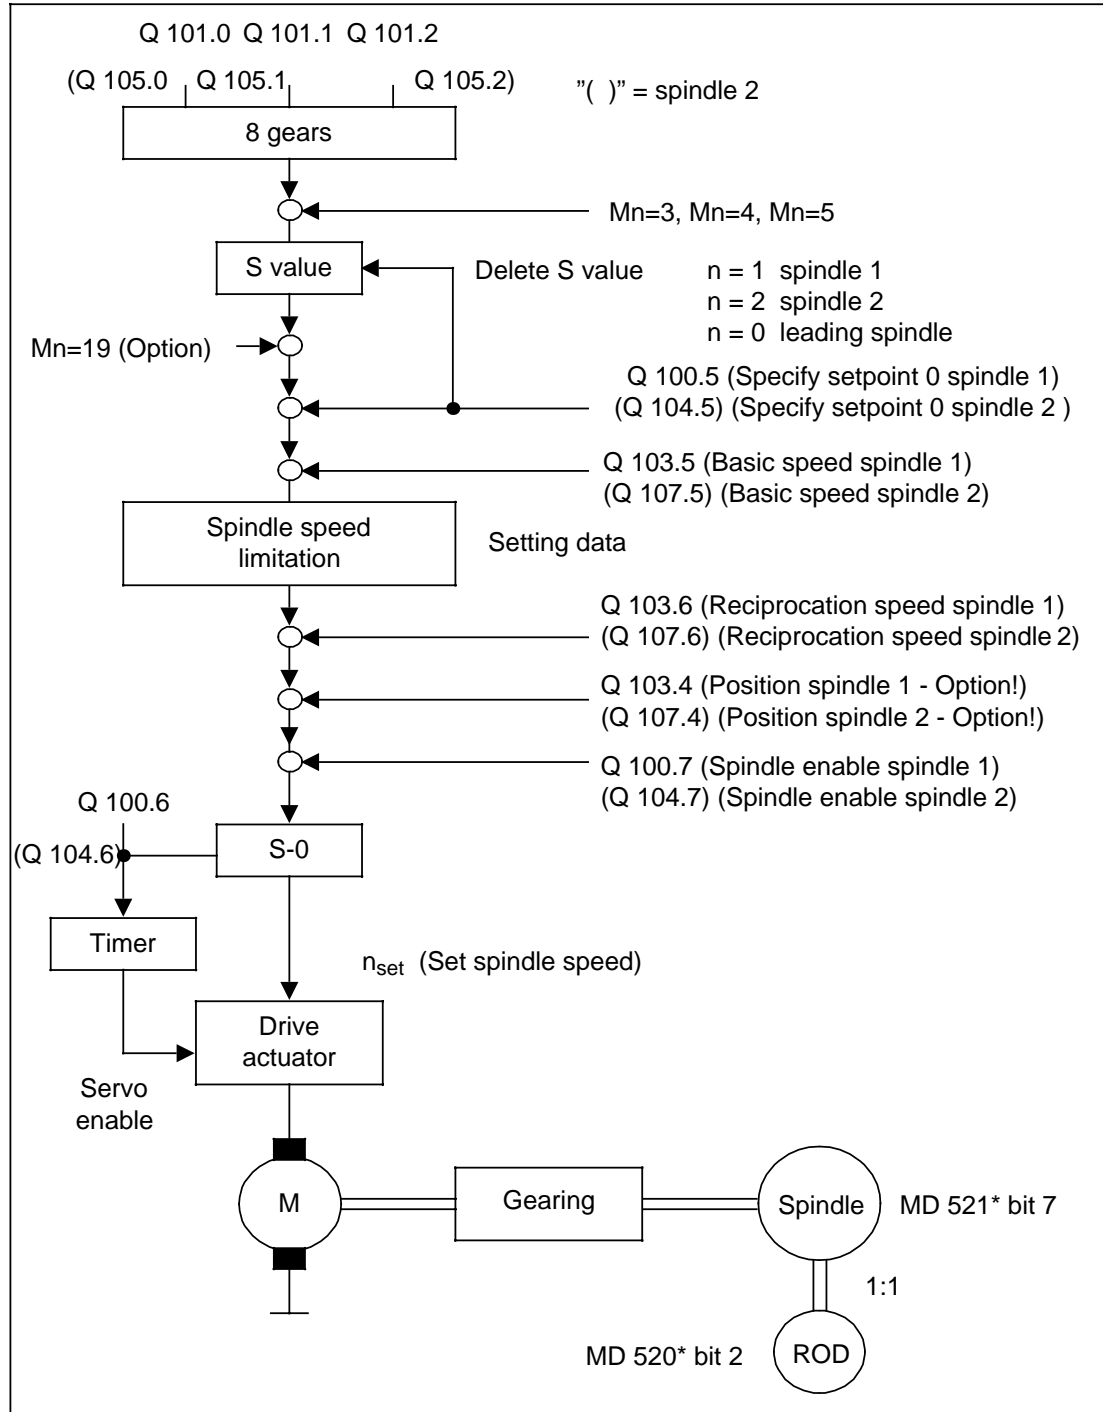 Q 101.0 Q 101.1 Q 101.2
(Q 105.0 Q 105.1 Q 105.2)
"( )" = spindle 2
8 gears
Mn=3, Mn=4, Mn=5
S value
Delete S value
n = 1 spindle 1
n = 2 spindle 2
n = 0 leading spindle
Mn=19 (Option)
Q 100.5 (Specify setpoint 0 spindle 1)
(Q 104.5) (Specify setpoint 0 spindle 2 )
Q 103.5 (Basic speed spindle 1)
(Q 107.5) (Basic speed spindle 2)
Spindle speed
limitation
Setting data
Q 103.6 (Reciprocation speed spindle 1)
(Q 107.6) (Reciprocation speed spindle 2)
Q 103.4 (Position spindle 1 - Option!)
(Q 107.4) (Position spindle 2 - Option!)
Q 100.7 (Spindle enable spindle 1)
(Q 104.7) (Spindle enable spindle 2)
Q 100.6
(Q 104.6)
S-0
Timer
nset (Set spindle speed)
Drive
actuator
Servo
enable
M
Gearing
Spindle
MD 521* bit 7
1:1
MD 520* bit 2
ROD